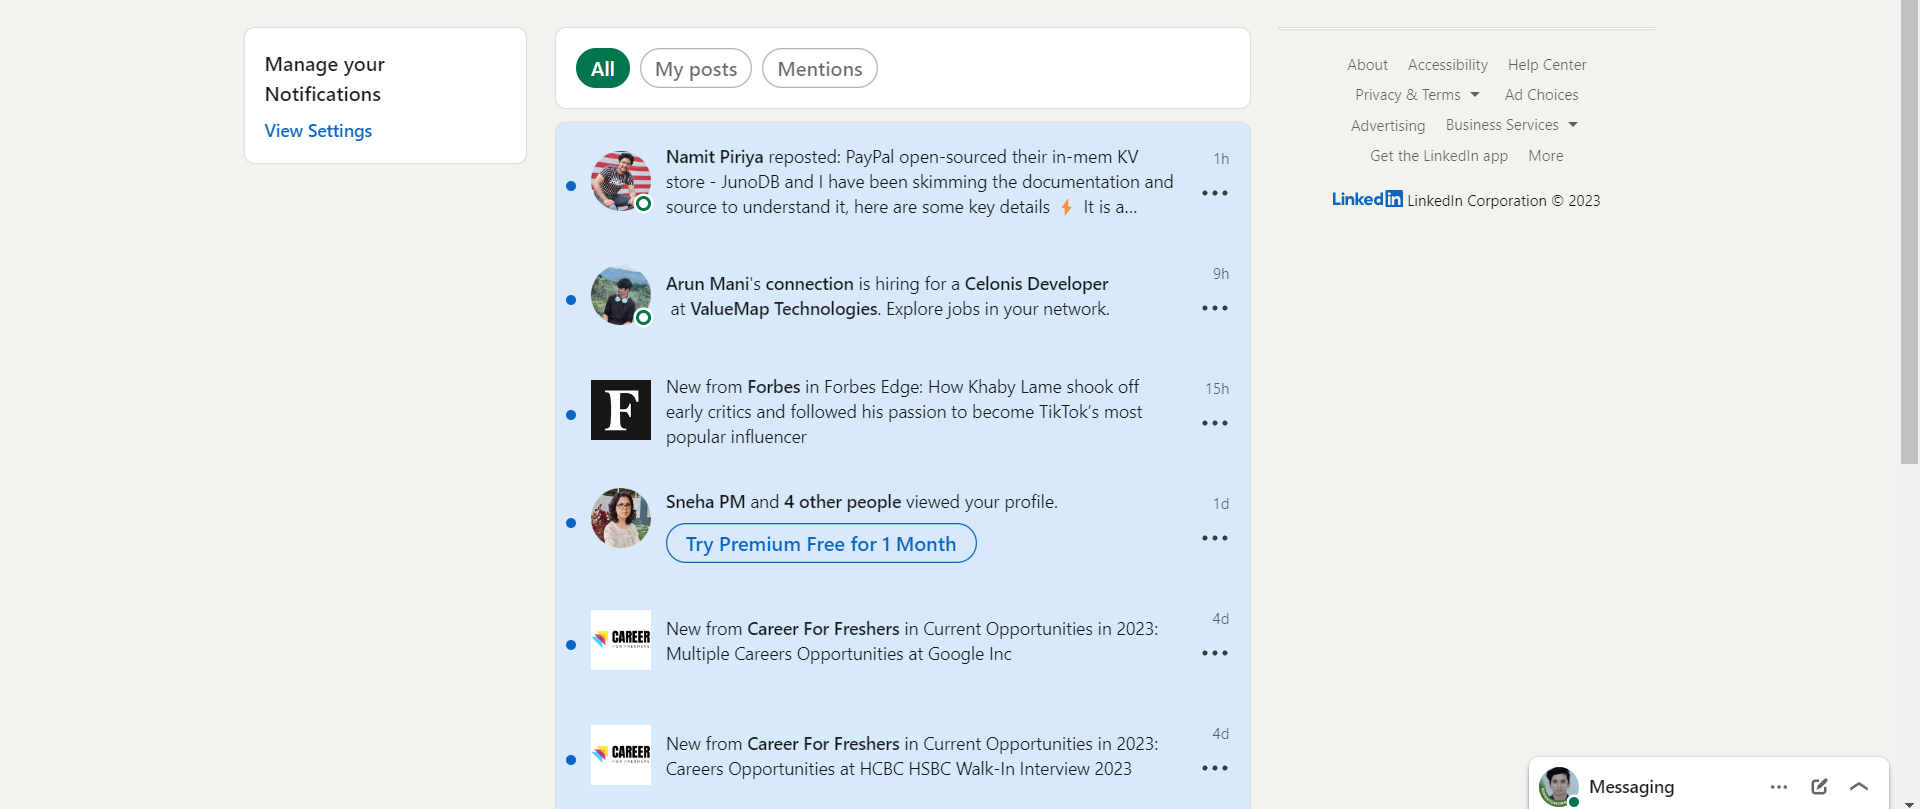 Manage your
Notifications
View Settings
All
My posts
Mentions
Namit Piriya reposted: PayPal open-sourced their in-mem KV
store - JunoDB and I have been skimming the documentation and
source to understand it, here are some key details ⚡ It is a...
1h
Arun Mani's connection is hiring for a Celonis Developer
at ValueMap Technologies. Explore jobs in your network.
9h
F
New from Forbes in Forbes Edge: How Khaby Lame shook off
early critics and followed his passion to become TikTok’s most
popular influencer
15h
Sneha PM and 4 other people viewed your profile.
1d
Try Premium Free for 1 Month
CAREER
FOR FRESHERS
New from Career For Freshers in Current Opportunities in 2023:
Multiple Careers Opportunities at Google Inc
4d
CAREER
FOR FRESHERS
New from Career For Freshers in Current Opportunities in 2023:
Careers Opportunities at HCBC HSBC Walk-In Interview 2023
4d
About Accessibility Help Center
Privacy & Terms Ad Choices
Advertising Business Services
Get the LinkedIn app More
LinkedIn LinkedIn Corporation © 2023
Messaging